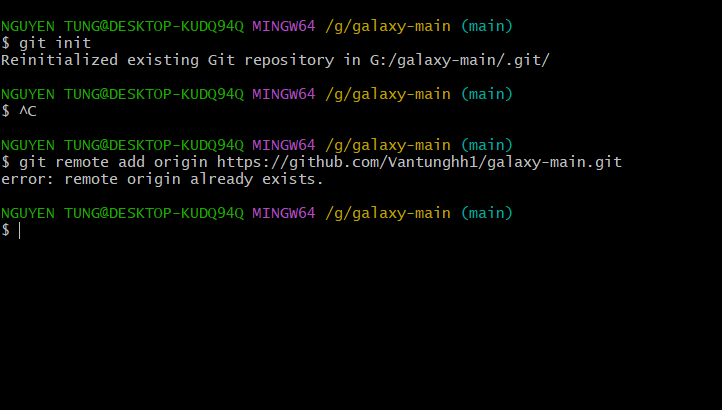 NGUYEN TUNG@DESKTOP-KUDQ94Q MINGW64 /g/galaxy-main (main)
$ git init
Reinitialized existing Git repository in G:/galaxy-main/.git/
NGUYEN TUNG@DESKTOP-KUDQ94Q MINGW64 /g/galaxy-main (main)
$ ^C
NGUYEN TUNG@DESKTOP-KUDQ94Q MINGW64 /g/galaxy-main (main)
$ git remote add origin https://github.com/Vantunghh1/galaxy-main.git
error: remote origin already exists.
NGUYEN TUNG@DESKTOP-KUDQ94Q MINGW64 /g/galaxy-main (main)
$